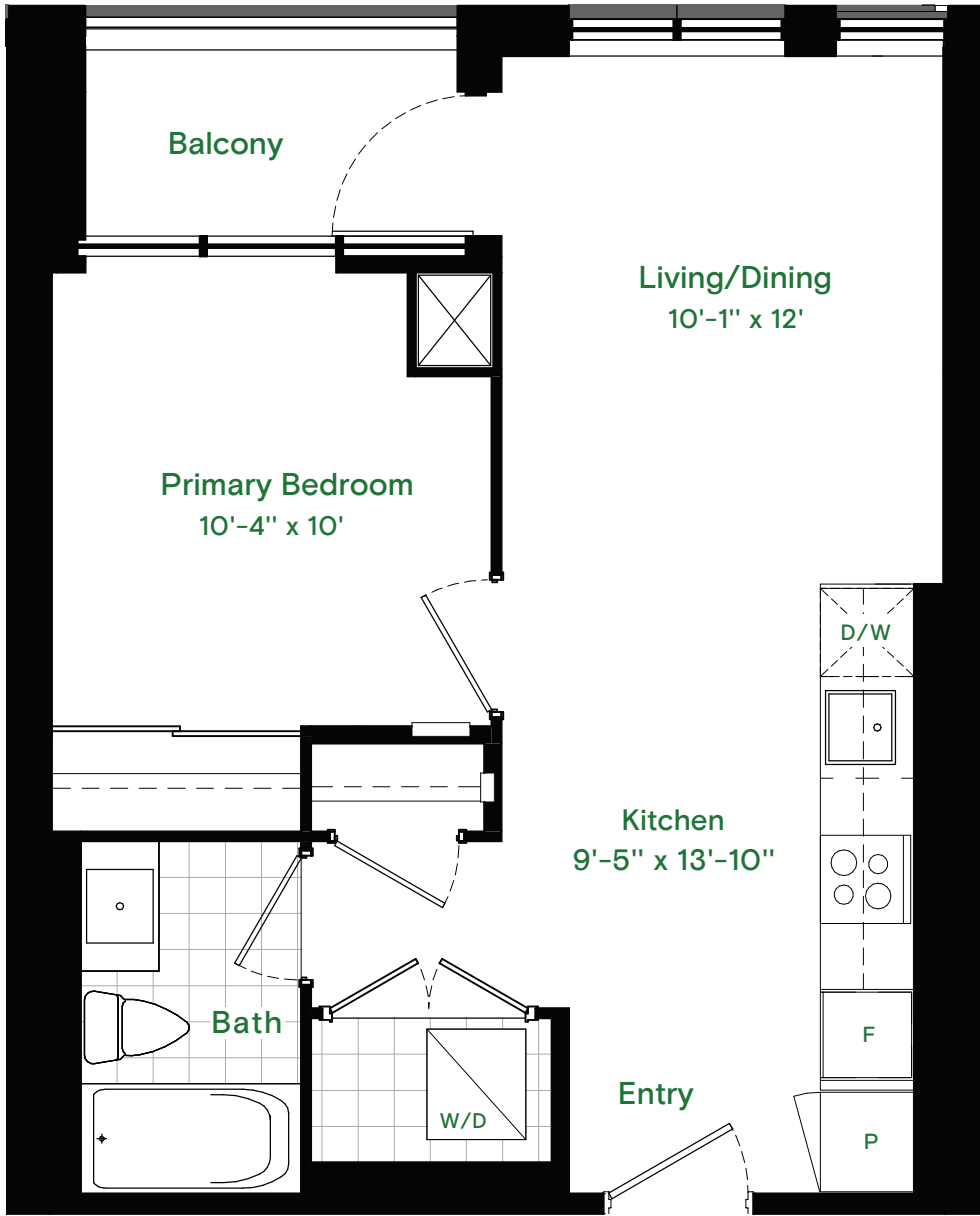 Balcony
Living/Dining
10'-1" x 12'
Primary Bedroom
10'-4" x 10'
D/W
Kitchen
9'-5" x 13'-10"
Bath
F
Entry
W/D
P